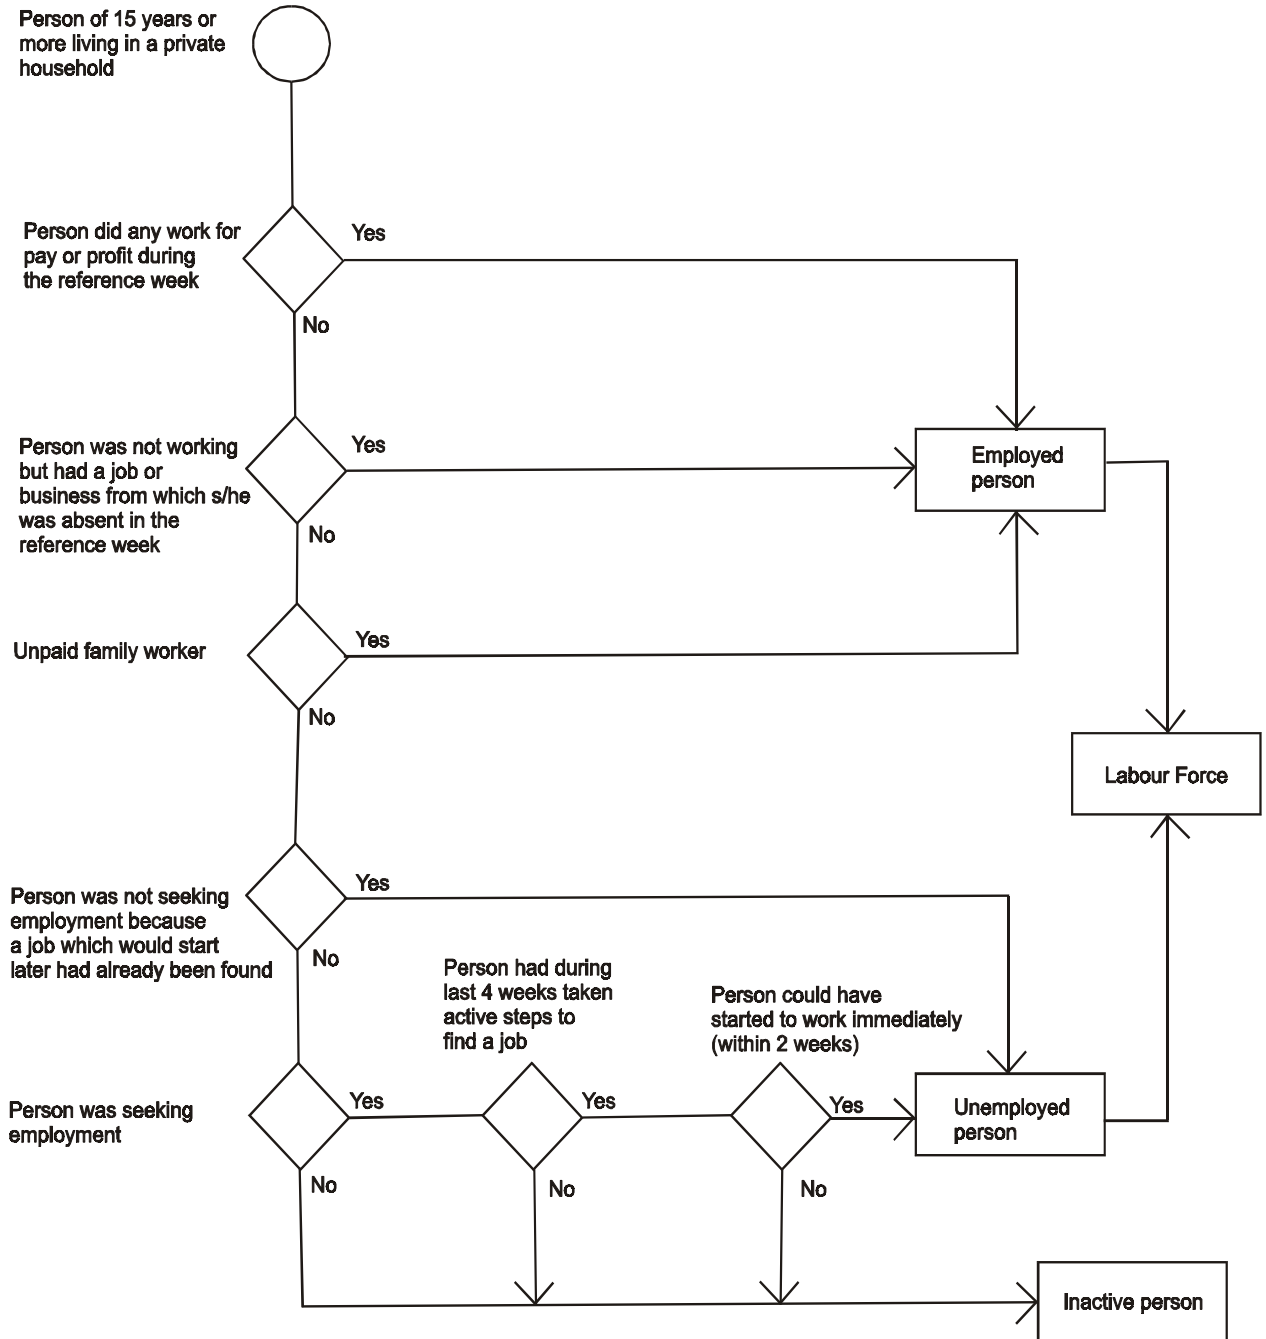 Person of 15 years or
more living in a private
household
Person did any work for
pay or profit during
the reference week
Yes
No
Person was not working
but had a job or
business from which s/he
was absent in the
reference week
Yes
No
Employed
person
Unpaid family worker
Yes
No
Labour Force
Person was not seeking
employment because
a job which would start
later had already been found
Yes
No
Person had during
last 4 weeks taken
active steps to
find a job
Person could have
started to work immediately
(within 2 weeks)
Person was seeking
employment
Yes
No
Yes
No
Yes
No
Unemployed
person
Inactive person